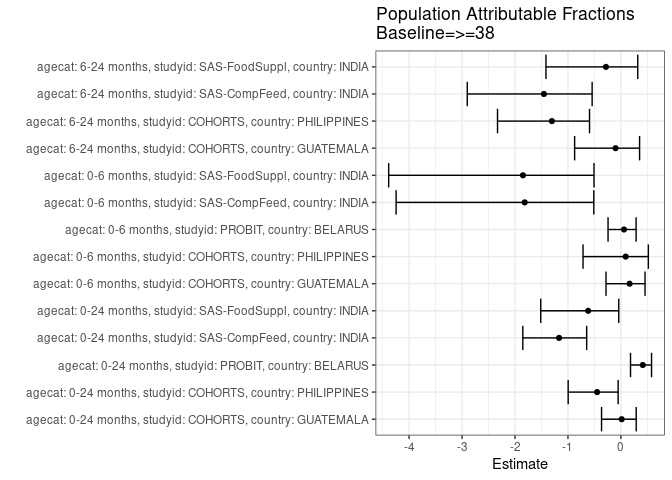 Population Attributable Fractions
Baseline=>=38
agecat: 6-24 months, studyid: SAS-FoodSuppl, country: INDIA
agecat: 6-24 months, studyid: SAS-CompFeed, country: INDIA
agecat: 6-24 months, studyid: COHORTS, country: PHILIPPINES
agecat: 6-24 months, studyid: COHORTS, country: GUATEMALA
agecat: 0-6 months, studyid: SAS-FoodSuppl, country: INDIA
agecat: 0-6 months, studyid: SAS-CompFeed, country: INDIA
agecat: 0-6 months, studyid: PROBIT, country: BELARUS
agecat: 0-6 months, studyid: COHORTS, country: PHILIPPINES
agecat: 0-6 months, studyid: COHORTS, country: GUATEMALA
agecat: 0-24 months, studyid: SAS-FoodSuppl, country: INDIA
agecat: 0-24 months, studyid: SAS-CompFeed, country: INDIA
agecat: 0-24 months, studyid: PROBIT, country: BELARUS
agecat: 0-24 months, studyid: COHORTS, country: PHILIPPINES
agecat: 0-24 months, studyid: COHORTS, country: GUATEMALA
-4 -3 -2 -1 0
Estimate